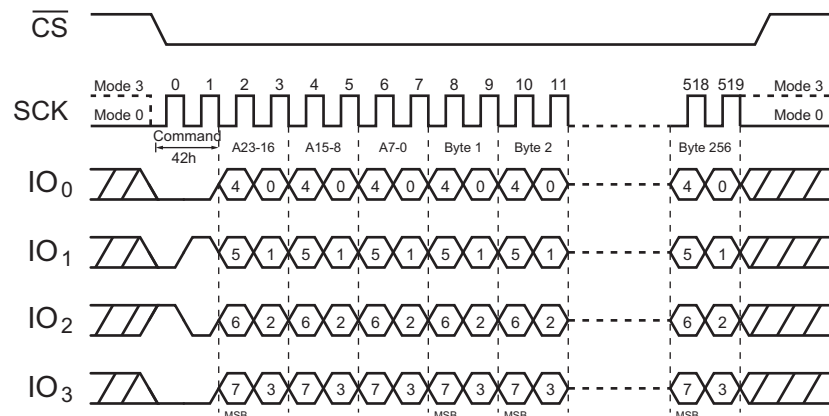 CS
Mode 3 0 1 2 3 4 5 6 7 8 9 10 11 518 519 Mode 3
SCK
Mode 0 Mode 0
Command A23-16 A15-8 A7-0 Byte 1 Byte 2 Byte 256
42h
IO0 4 0 4 0 4 0 4 0 4 0 4 0
IO1 5 1 5 1 5 1 5 1 5 1 5 1
IO2 6 2 6 2 6 2 6 2 6 2 6 2
IO3 7 3 7 3 7 3 7 3 7 3 7 3
MSB MSB MSB MSB